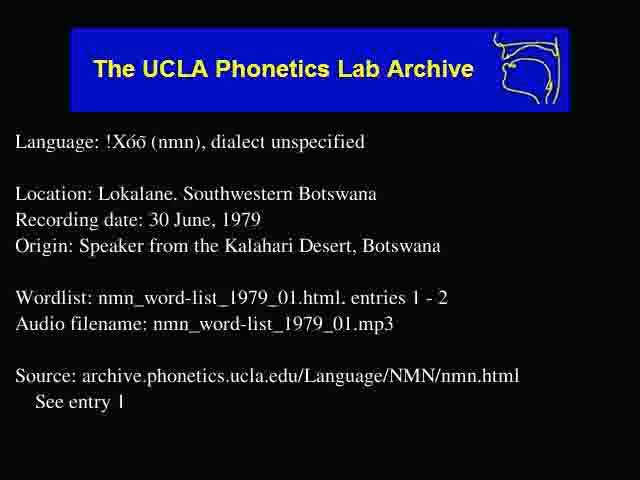 The UCLA Phonetics Lab Archive
Language: !Xóõ (nmn), dialect unspecified
Location: Lokalane. Southwestern Botswana
Recording date: 30 June, 1979
Origin: Speaker from the Kalahari Desert, Botswana
Wordlist: nmn_word-list_1979_01.html. entries 1 - 2
Audio filename: nmn_word-list_1979_01.mp3
Source: archive.phonetics.ucla.edu/Language/NMN/nmn.html
See entry 1